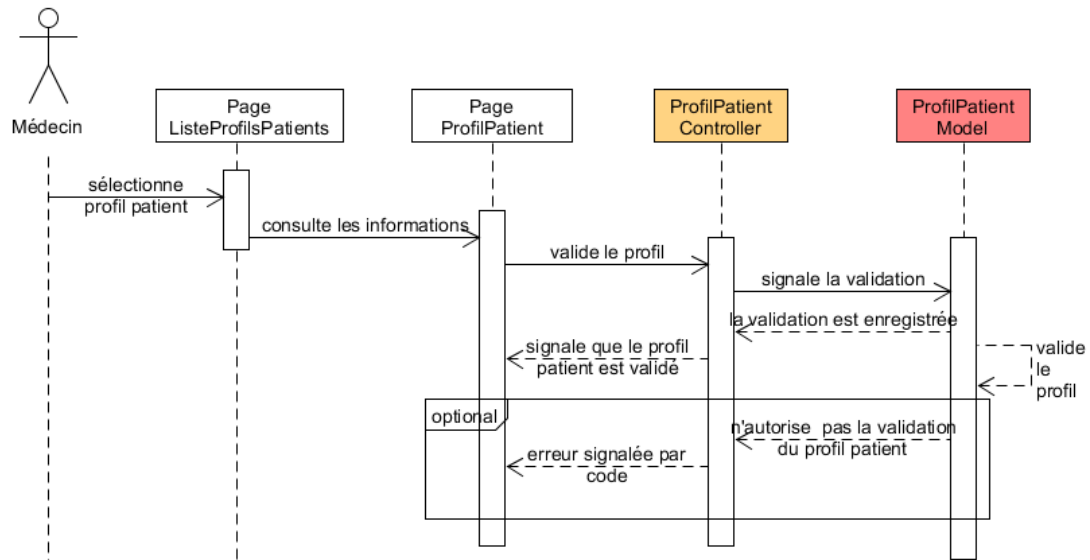 Médecin
Page
ListeProfilsPatients
Page
ProfilPatient
ProfilPatient
Controller
ProfilPatient
Model
sélectionne
profil patient
consulte les informations
valide le profil
signale la validation
la validation est enregistrée
signale que le profil
patient est validé
valide
le
profil
optional
n'autorise  pas la validation
du profil patient
erreur signalée par
code